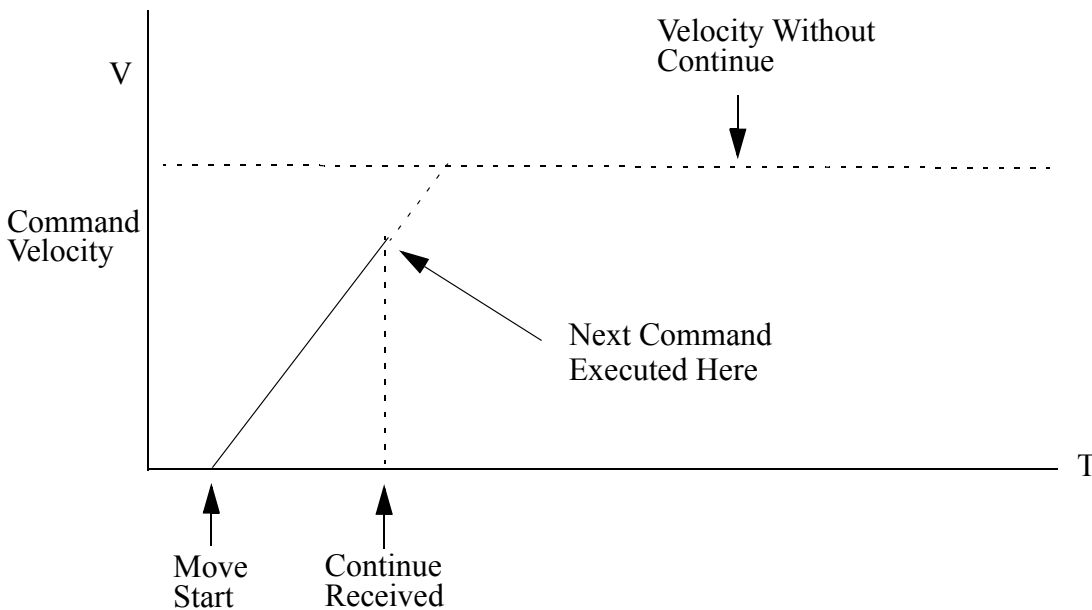 Velocity Without
Continue
V
Command
Velocity
Next Command
Executed Here
T
Move
Start
Continue
Received